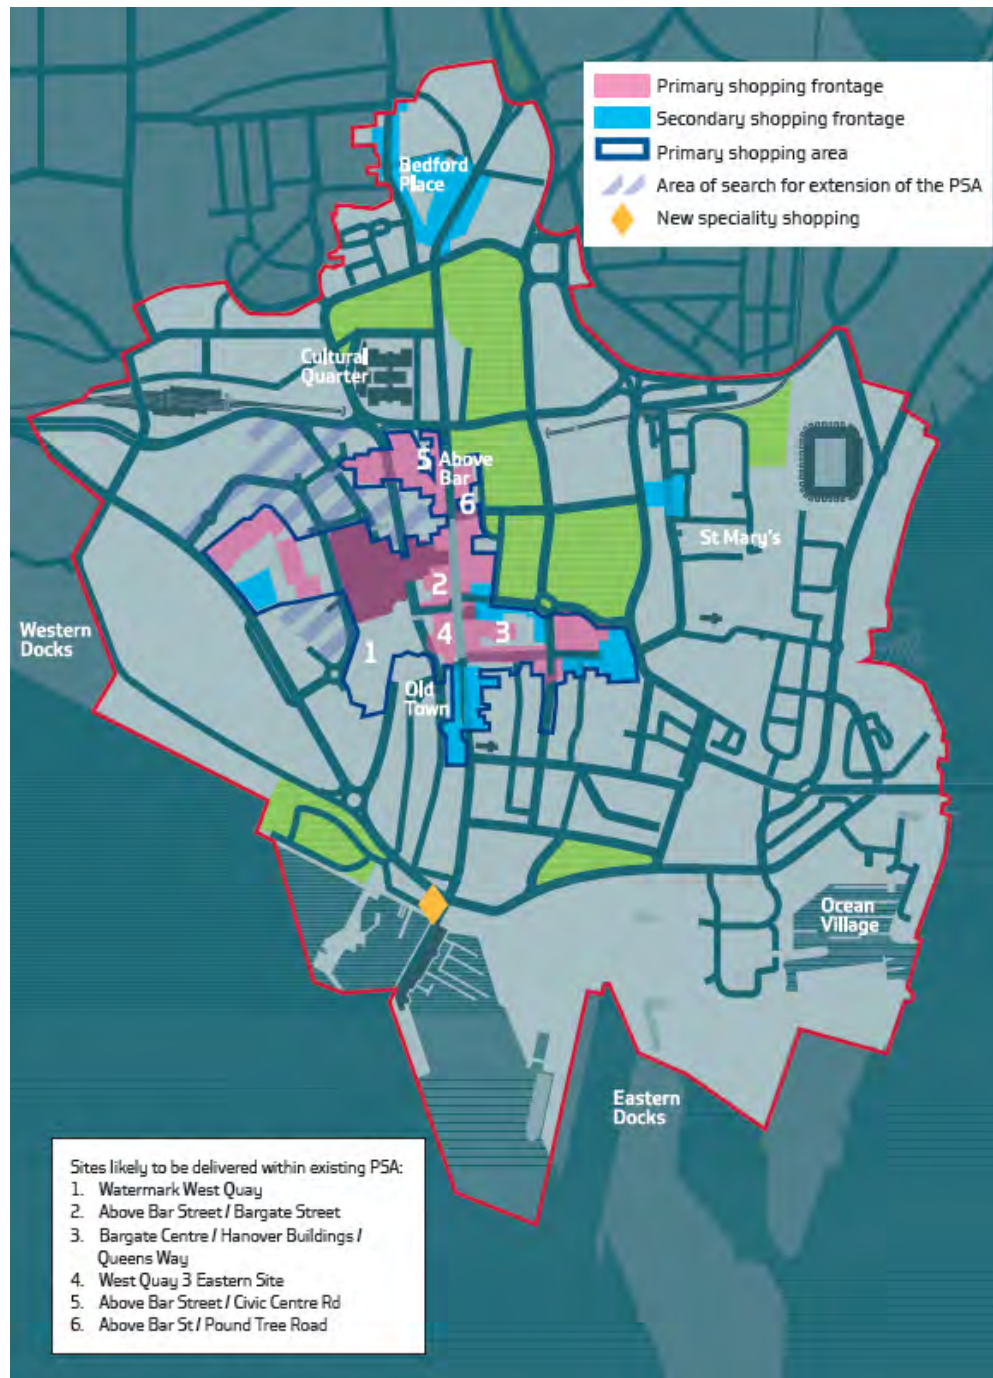 Primary shopping frontage
Secondary shopping frontage
Primary shopping area
Area of search for extension of the PSA
New speciality shopping
Bedford
Place
Cultural
Quarter
5 Above
Bar
6
St Mary's
2
Western
Docks
4
3
1
Old
Town
Ocean
Village
Eastern
Docks
Sites likely to be delivered within existing PSA:
1. Watermark West Quay
2. Above Bar Street / Bargate Street
3. Bargate Centre / Hanover Buildings /
Queens Way
4. West Quay 3 Eastern Site
5. Above Bar Street / Civic Centre Rd
6. Above Bar St / Pound Tree Road